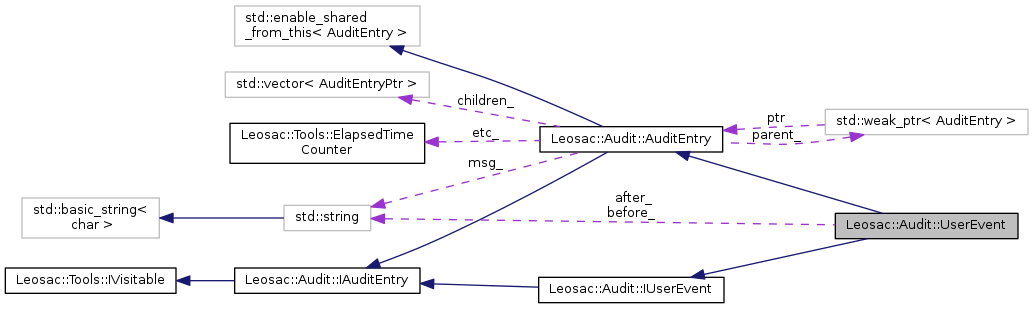 std::enable_shared
_from_this< AuditEntry >
std::vector< AuditEntryPtr >
children_
ptr
std::weak_ptr< AuditEntry >
Leosac::Tools::ElapsedTime
Counter
etc_
Leosac::Audit::AuditEntry
parent_
msg_
std::basic_string<
char >
std::string
after_
before_
Leosac::Audit::UserEvent
Leosac::Tools::IVisitable
Leosac::Audit::IAuditEntry
Leosac::Audit::IUserEvent